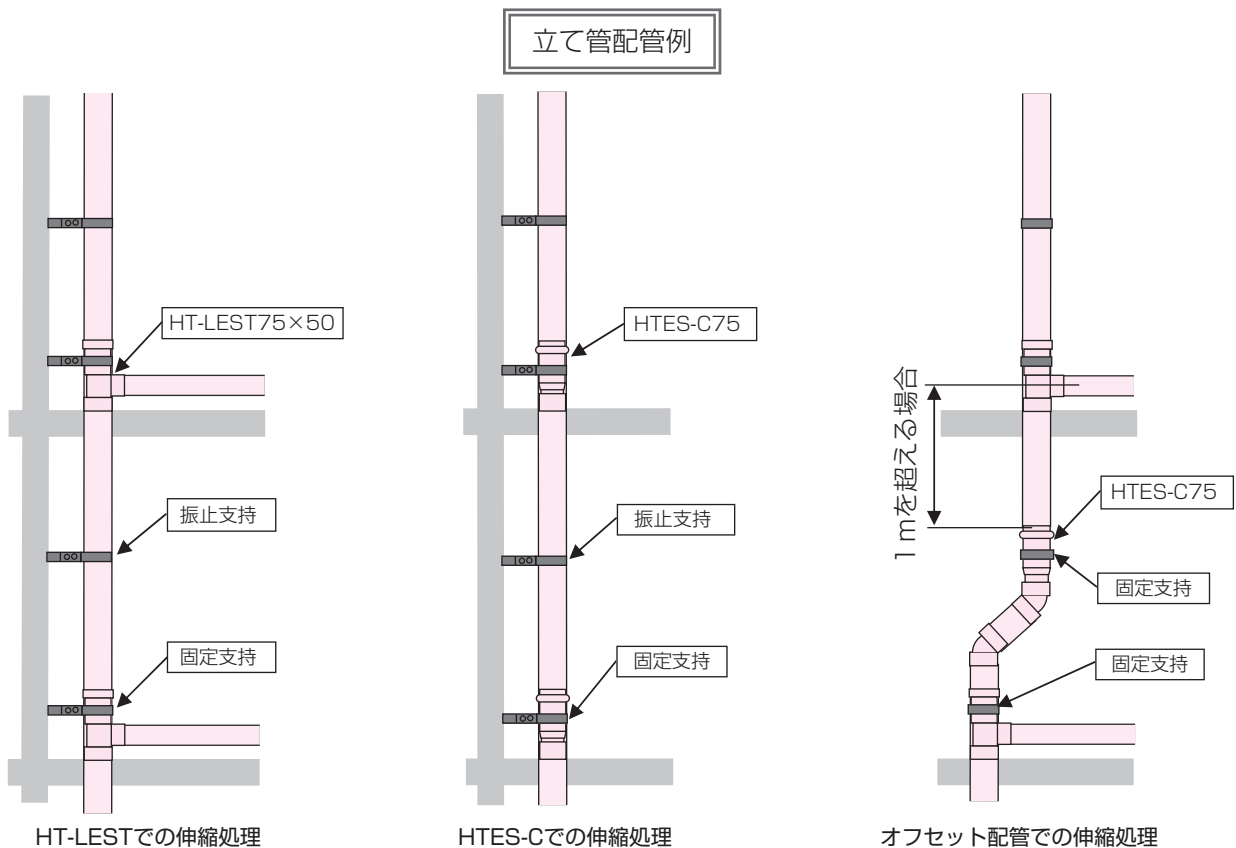 立て管配管例
HT-LEST75×50
振止支持
固定支持
HT-LESTでの伸縮処理
HTES-C75
振止支持
固定支持
HTES-Cでの伸縮処理
1mを超える場合
HTES-C75
固定支持
固定支持
オフセット配管での伸縮処理